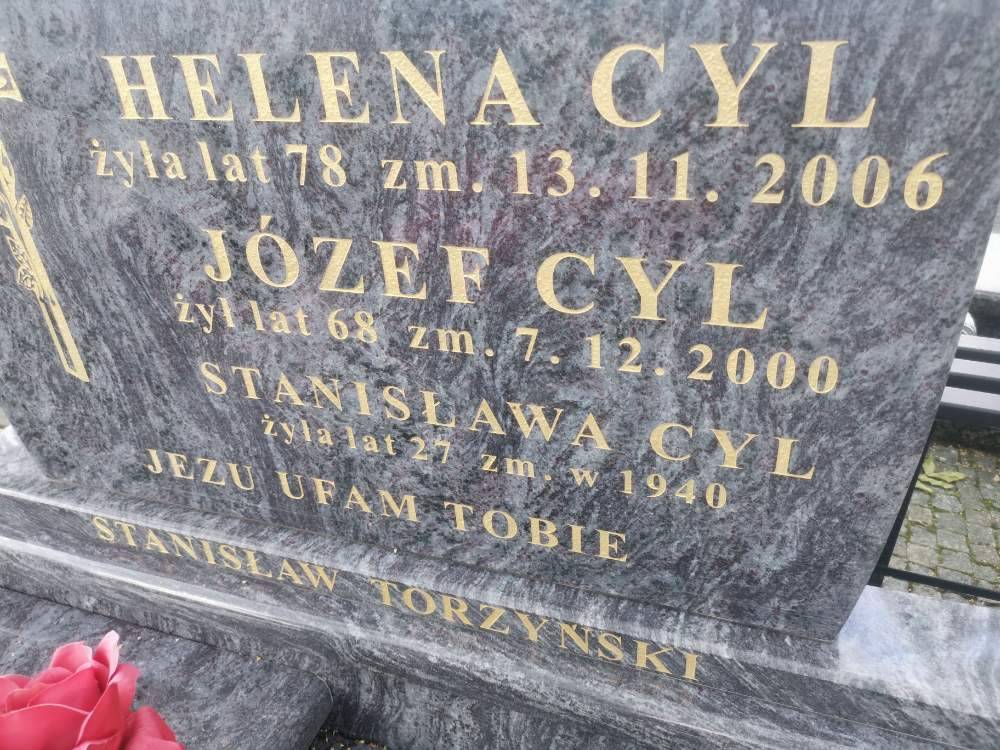 HELENA CYL
żyła lat 78 zm. 13. 11. 2006
JÓZEF CYL
żył lat 68 zm. 7. 12. 2000
STANISŁAWA CYL
żyła lat 27 zm. w 1940
JEZU UFAM TOBIE
STANISŁAW TORZYŃSKI